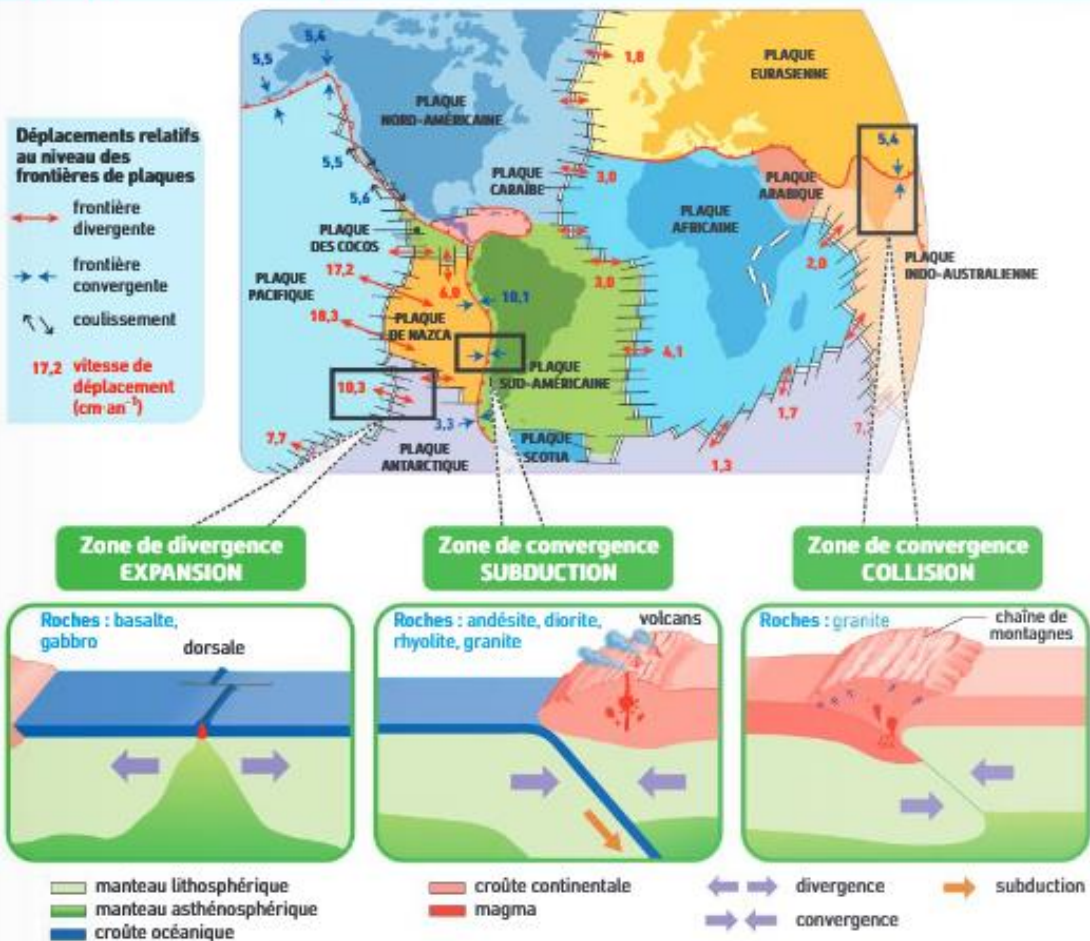 Déplacements relatifs
au niveau des
frontières de plaques
frontière
divergente
frontière
convergente
coulissement
17,2 vitesse de
déplacement
(cm·an⁻¹)
5,4
5,5
1,8
PLAQUE
EURASIENNE
PLAQUE
NORD-AMÉRICAINE
5,4
5,5
5,6
PLAQUE
CARAÏBE
3,0
PLAQUE
AFRICAINE
PLAQUE
ARABIQUE
PLAQUE
DES COCOS
PLAQUE
PACIFIQUE
17,2
6,0
10,1
3,0
2,0
PLAQUE
INDO-AUSTRALIENNE
18,3
PLAQUE
DE NAZCA
PLAQUE
SUD-AMÉRICAINE
4,1
10,3
3,3
1,7
7,7
PLAQUE
ANTARCTIQUE
PLAQUE
SCOTIA
1,3
Zone de divergence
EXPANSION
Zone de convergence
SUBDUCTION
Zone de convergence
COLLISION
Roches : basalte,
gabbro
dorsale
Roches : andésite, diorite,
rhyolite, granite
volcans
Roches : granite
chaîne de
montagnes
manteau lithosphérique
manteau asthénosphérique
croûte océanique
croûte continentale
magma
divergence
convergence
subduction